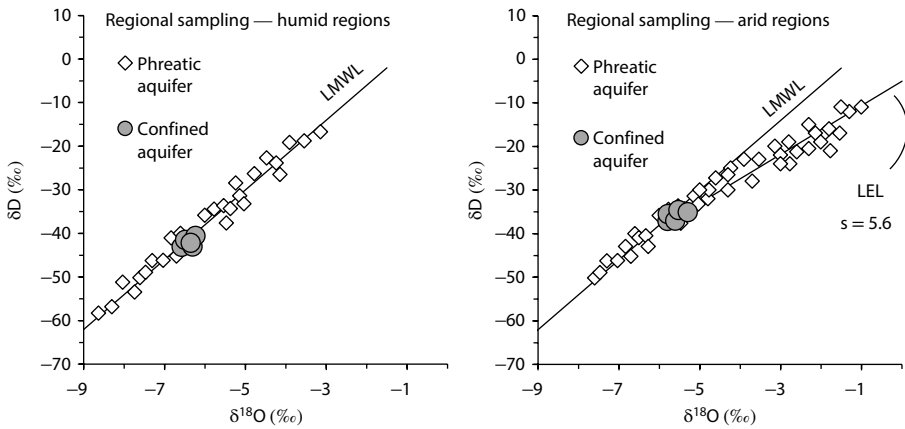 Regional sampling — humid regions
10
0
−10
−20
−30
−40
−50
−60
−70
δD (‰)
Phreatic
aquifer
Confined
aquifer
LMWL
−9
−7
−5
−3
−1
δ18O (‰)
Regional sampling — arid regions
10
0
−10
−20
−30
−40
−50
−60
−70
δD (‰)
Phreatic
aquifer
Confined
aquifer
LMWL
LEL
s = 5.6
−9
−7
−5
−3
−1
δ18O (‰)